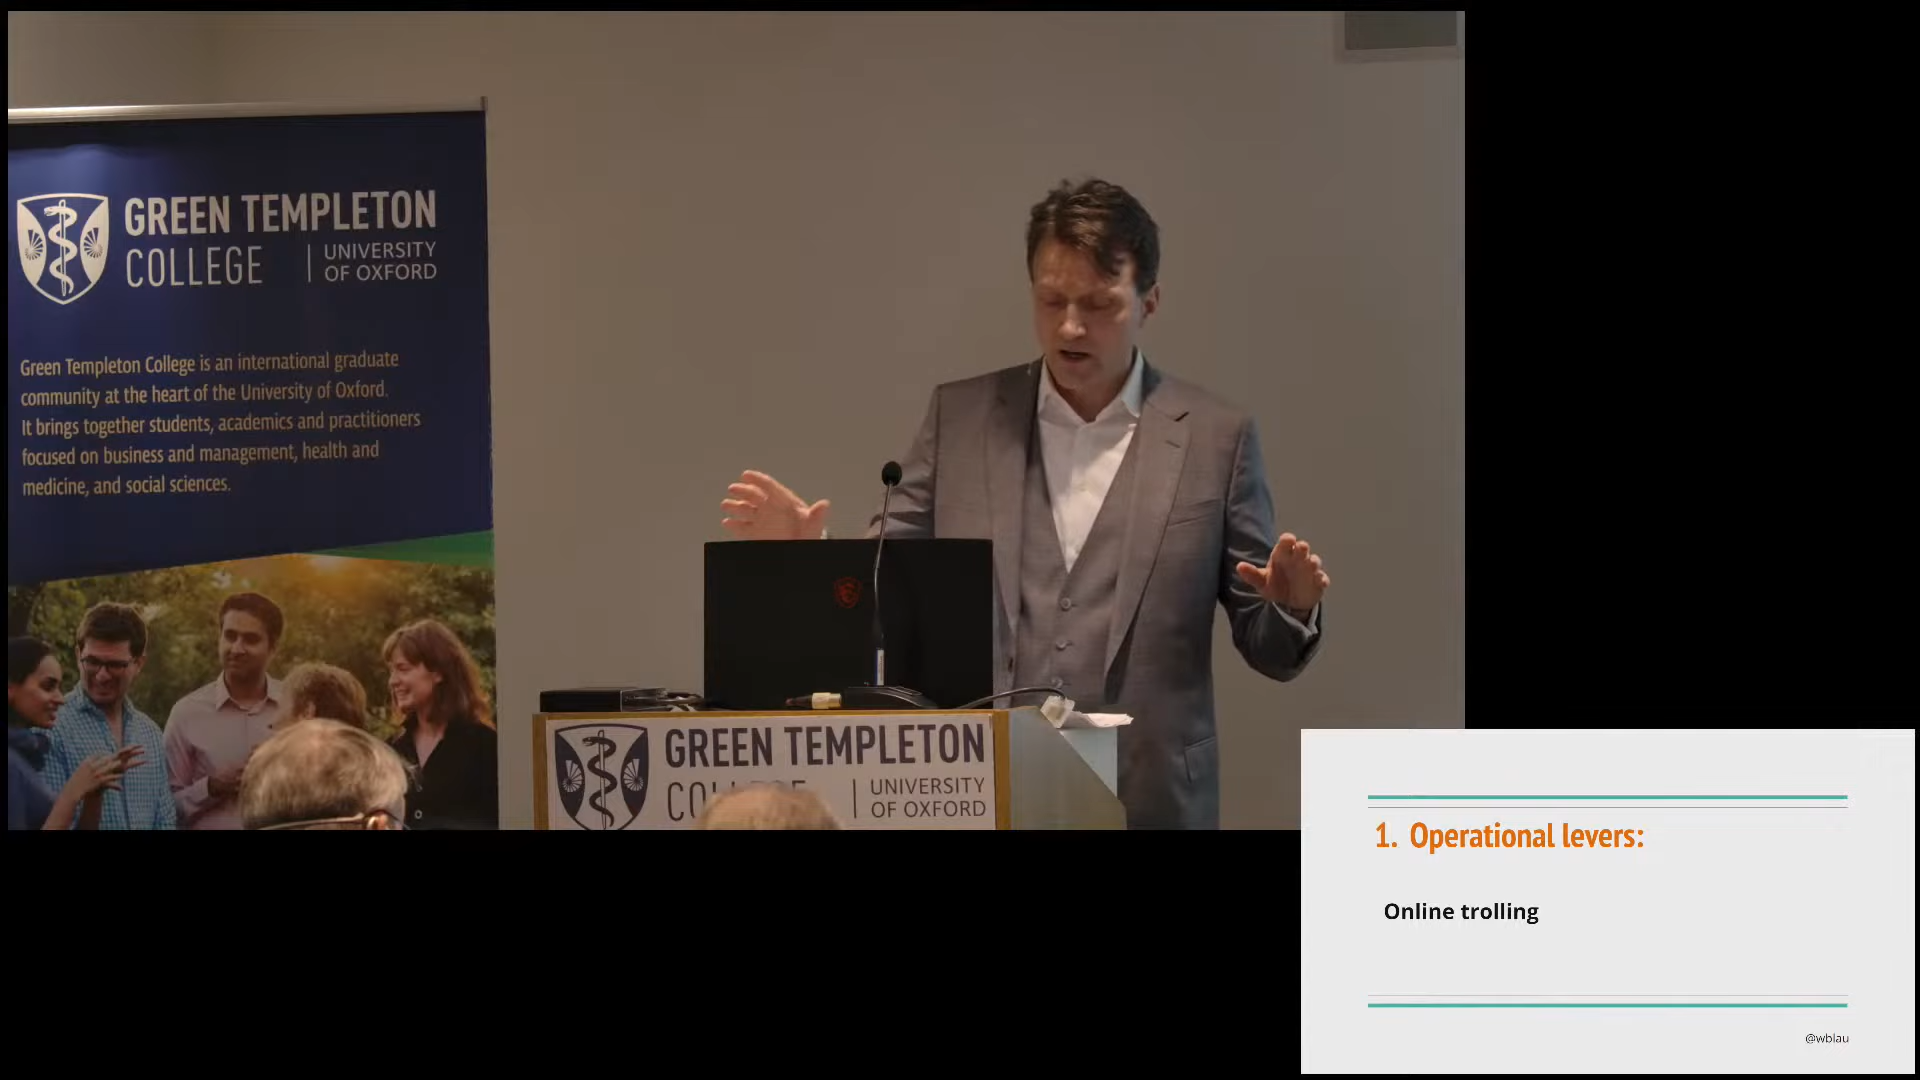 GREEN TEMPLETON
COLLEGE | UNIVERSITY
OF OXFORD
Green Templeton College is an international graduate
community at the heart of the University of Oxford.
It brings together students, academics and practitioners
focused on business and management, health and
medicine, and social sciences.
GREEN TEMPLETON
UNIVERSITY
OF OXFORD
1. Operational levers:
Online trolling
@wblau